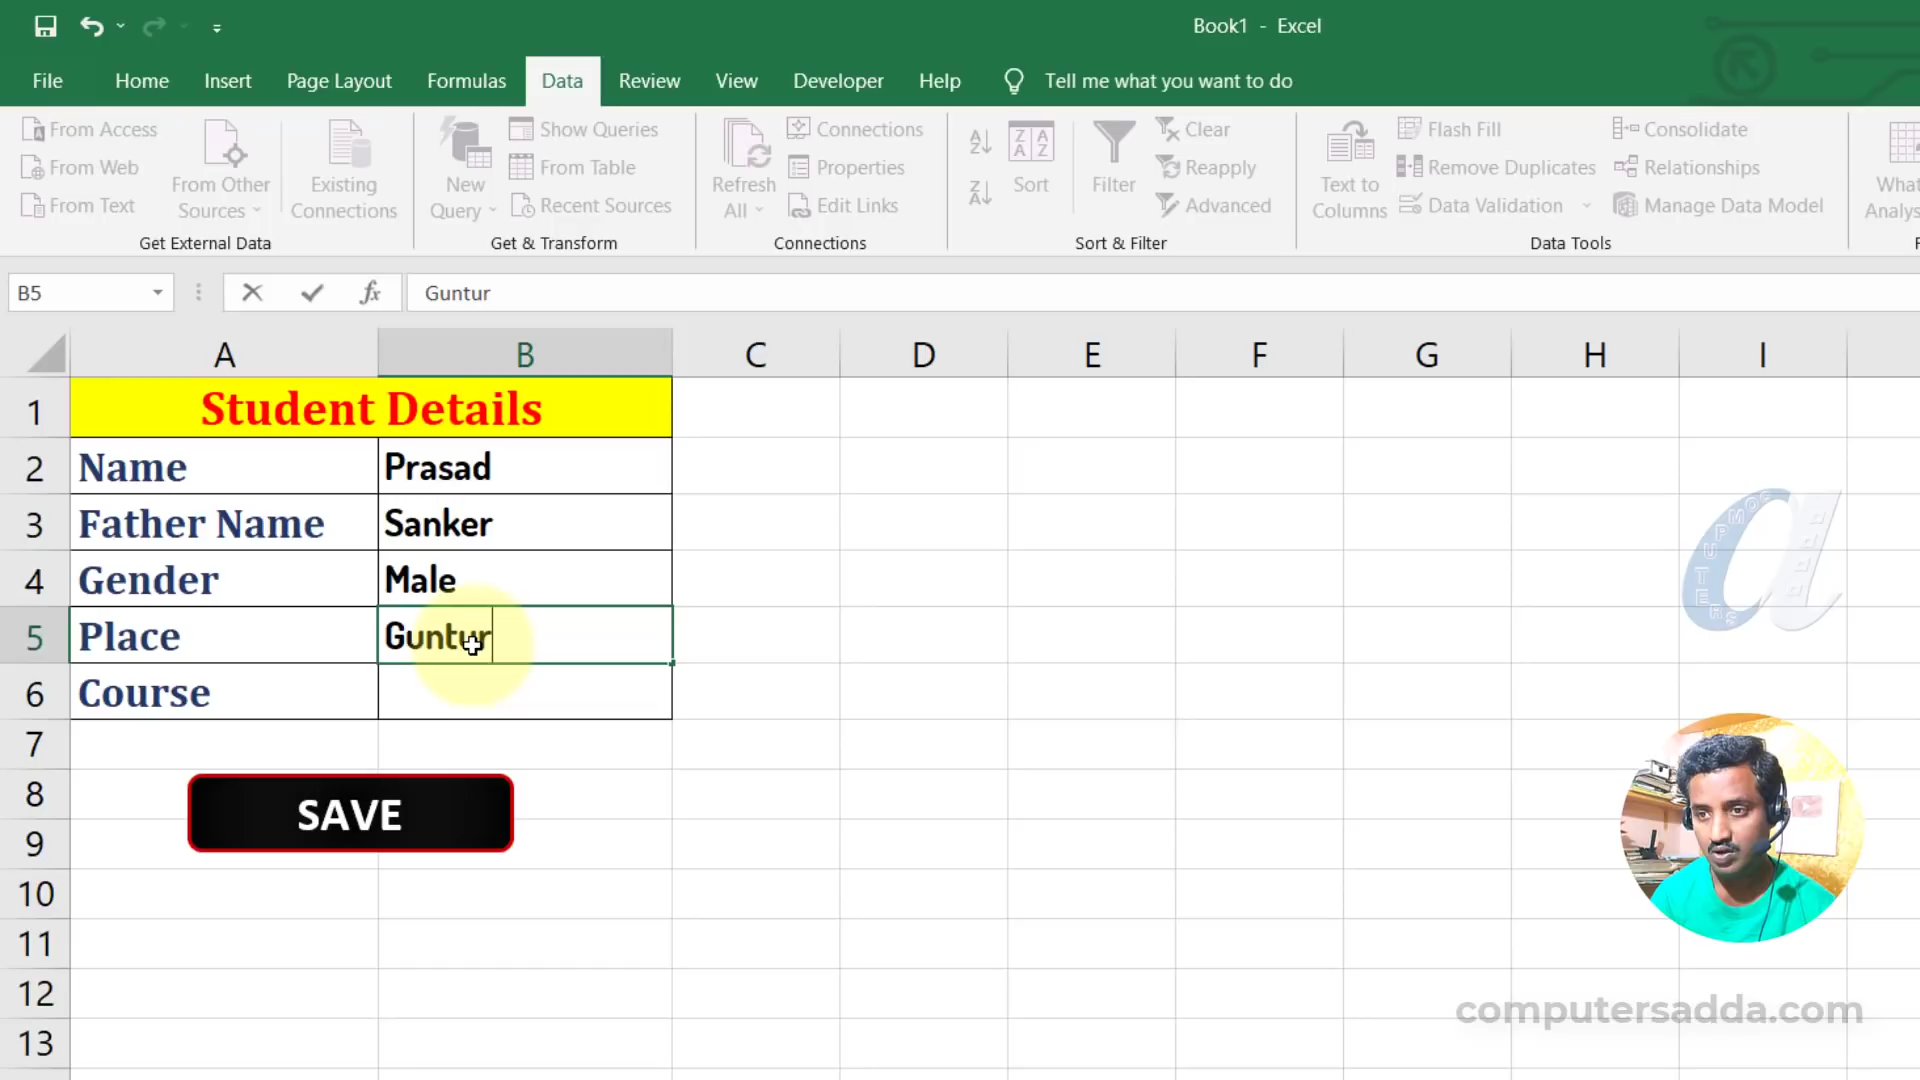 Book1 - Excel
File Home Insert Page Layout Formulas Data Review View Developer Help Tell me what you want to do
From Access
From Web
From Text
From Other Sources
Existing Connections
Get External Data
New Query
Show Queries
From Table
Recent Sources
Get & Transform
Refresh All
Connections
Properties
Edit Links
Connections
Sort
Filter
Clear
Reapply
Advanced
Sort & Filter
Text to Columns
Flash Fill
Remove Duplicates
Data Validation
Consolidate
Relationships
Manage Data Model
Data Tools
B5 fx Guntur
A B C D E F G H I
1 Student Details
2 Name Prasad
3 Father Name Sanker
4 Gender Male
5 Place Guntur
6 Course
7
8
SAVE
9
10
11
12
13
computersadda.com